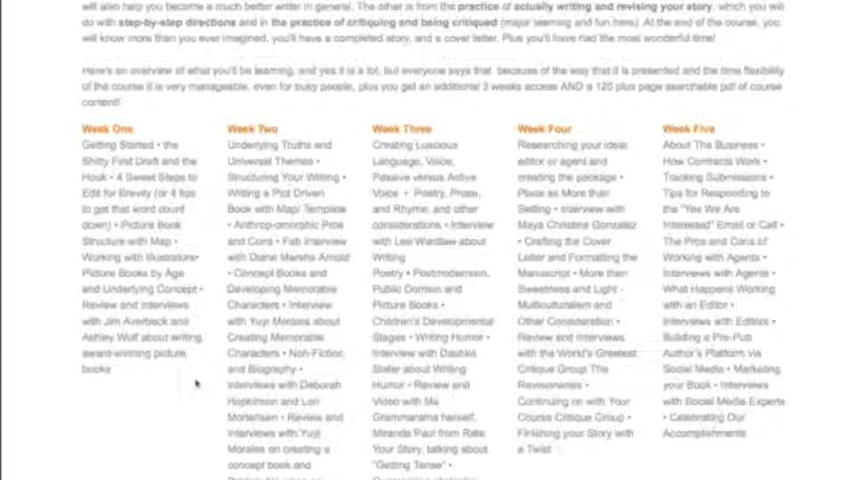 will also help you become a much better writer in general. The other is from the practice of actually writing and revising your story, which you will
do with step-by-step directions and in the practice of critiquing and being critiqued (major learning and fun here). At the end of the course, you
will know more than you ever imagined, you'll have a completed story, and a cover letter. Plus you'll have had the most wonderful time!
Here's an overview of what you'll be learning, and yes it is a lot, but everyone says that because of the way that it is presented and the time flexibility
of the course it is very manageable, even for busy people, plus you get an additional 3 weeks access AND a 120 plus page searchable pdf of course
content!
Week One
Getting Started • the
Shitty First Draft and the
Hook • 4 Sweet Steps to
Edit for Brevity (or 4 tips
to get that word count
down) • Picture Book
Structure with Map •
Working with Illustrators•
Picture Books by Age
and Underlying Concept •
Review and Interviews
with Jim Averbeck and
Ashley Wolf about writing
award-winning picture
books
Week Two
Underlying Truths and
Universal Themes •
Structuring Your Writing •
Writing a Plot Driven
Book with Map/ Template
• Anthrop-omorphic Pros
and Cons • Fab Interview
with Diane Marsha Arnold
• Concept Books and
Developing Memorable
Characters • Interview
with Yuyi Morales about
Creating Memorable
Characters • Non-Fiction
and Biography •
Interviews with Deborah
Hopkinson and Lori
Mortensen • Review and
Interviews with Yuyi
Morales on creating a
concept book and
Week Three
Creating Luscious
Language, Voice,
Passive versus Active
Voice • Poetry, Prose,
and Rhyme; and other
considerations • Interview
with Lee Wardlaw about
Writing
Poetry • Postmodernism,
Public Domain and
Picture Books •
Children's Developmental
Stages • Writing Humor •
Interview with Dashka
Slater about Writing
Humor • Review and
Video with Ms
Grammarama herself,
Miranda Paul from Rate
Your Story, talking about
"Getting Tense" •
Week Four
Researching your ideal
editor or agent and
creating the package •
Place as More than
Setting • Interview with
Maya Christina Gonzalez
• Crafting the Cover
Letter and Formatting the
Manuscript • More than
Sweetness and Light -
Multiculturalism and
Other Consideration •
Review and Interviews
with the World's Greatest
Critique Group The
Revisionaries •
Continuing on with Your
Course Critique Group •
Finishing your Story with
a Twist
Week Five
About The Business •
How Contracts Work •
Tracking Submissions •
Tips for Responding to
the "Yes We Are
Interested" Email or Call •
The Pros and Cons of
Working with Agents •
Interviews with Agents •
What Happens Working
with an Editor •
Interviews with Editors •
Building a Pre-Pub
Author's Platform via
Social Media • Marketing
your Book • Interviews
with Social Media Experts
• Celebrating Our
Accomplishments